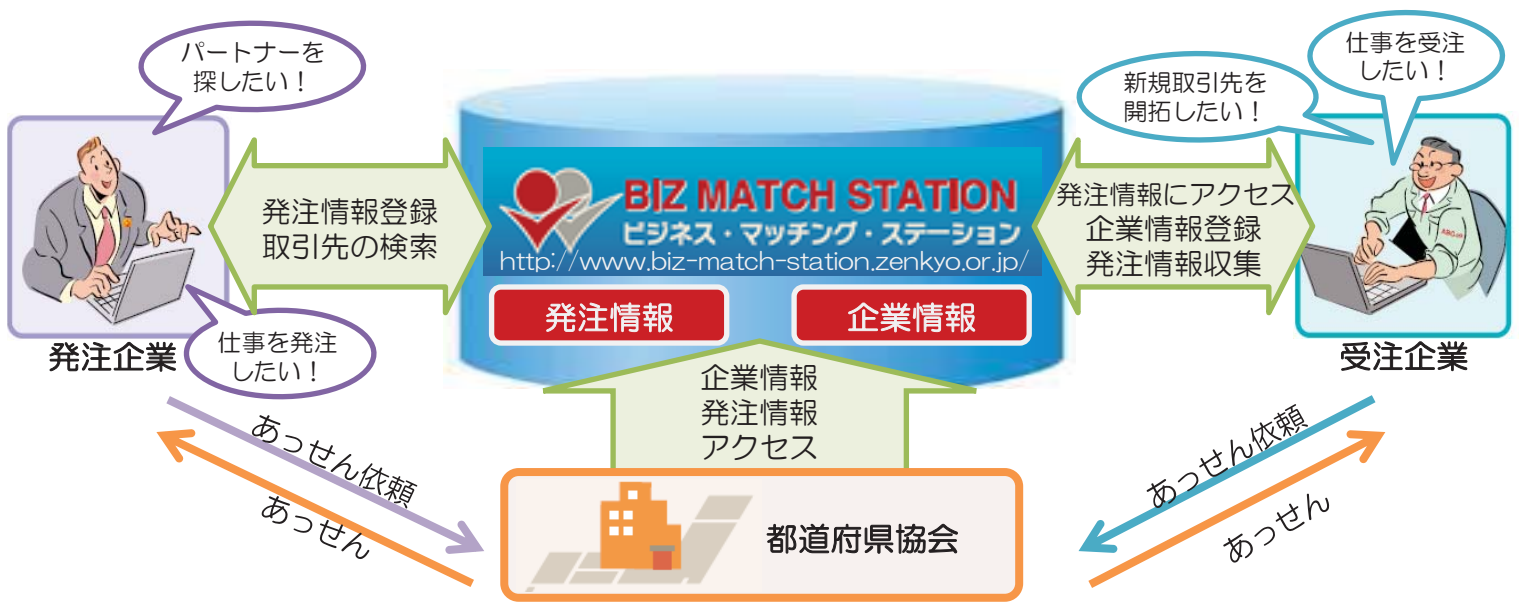 パートナーを
探したい！
仕事を受注
したい！
新規取引先を
開拓したい！
発注情報登録
取引先の検索
BIZ MATCH STATION
ビジネス・マッチング・ステーション
http://www.biz-match-station.zenkyo.or.jp/
発注情報
企業情報
発注情報にアクセス
企業情報登録
発注情報収集
発注企業
仕事を発注
したい！
受注企業
企業情報
発注情報
アクセス
あっせん依頼
あっせん
あっせん依頼
あっせん
都道府県協会